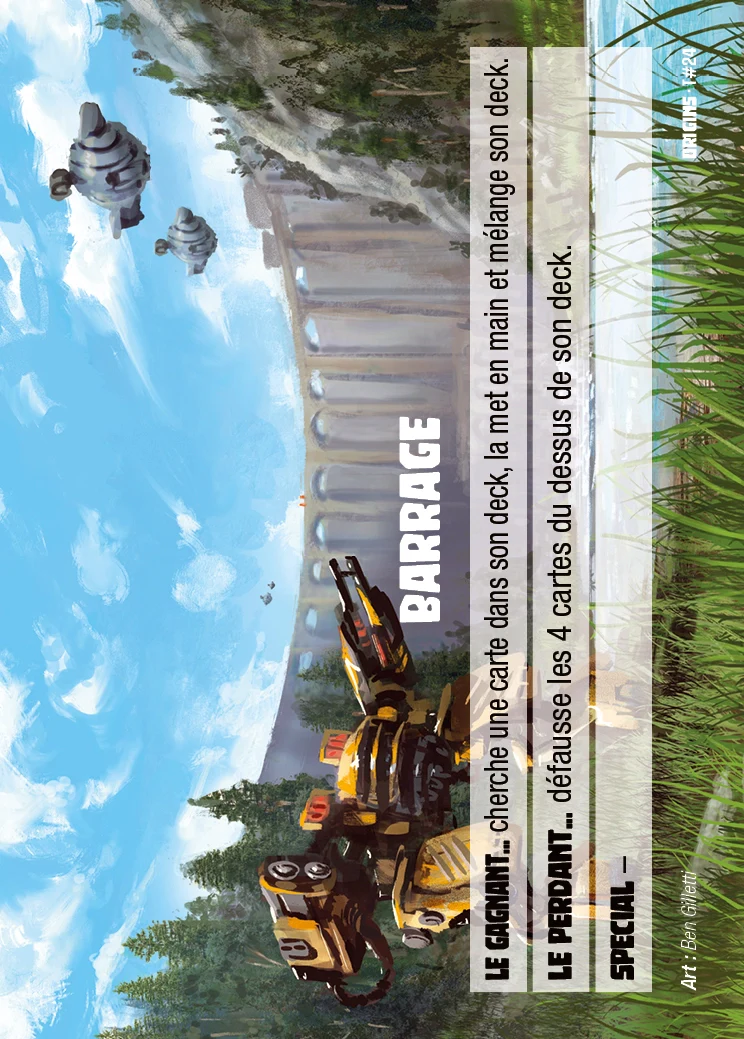 BARRAGE
LE GAGNANT... cherche une carte dans son deck, la met en main et mélange son deck.
LE PERDANT... défausse les 4 cartes du dessus de son deck.
SPECIAL –
Art : Ben Gilletti
ORIGINS - #24